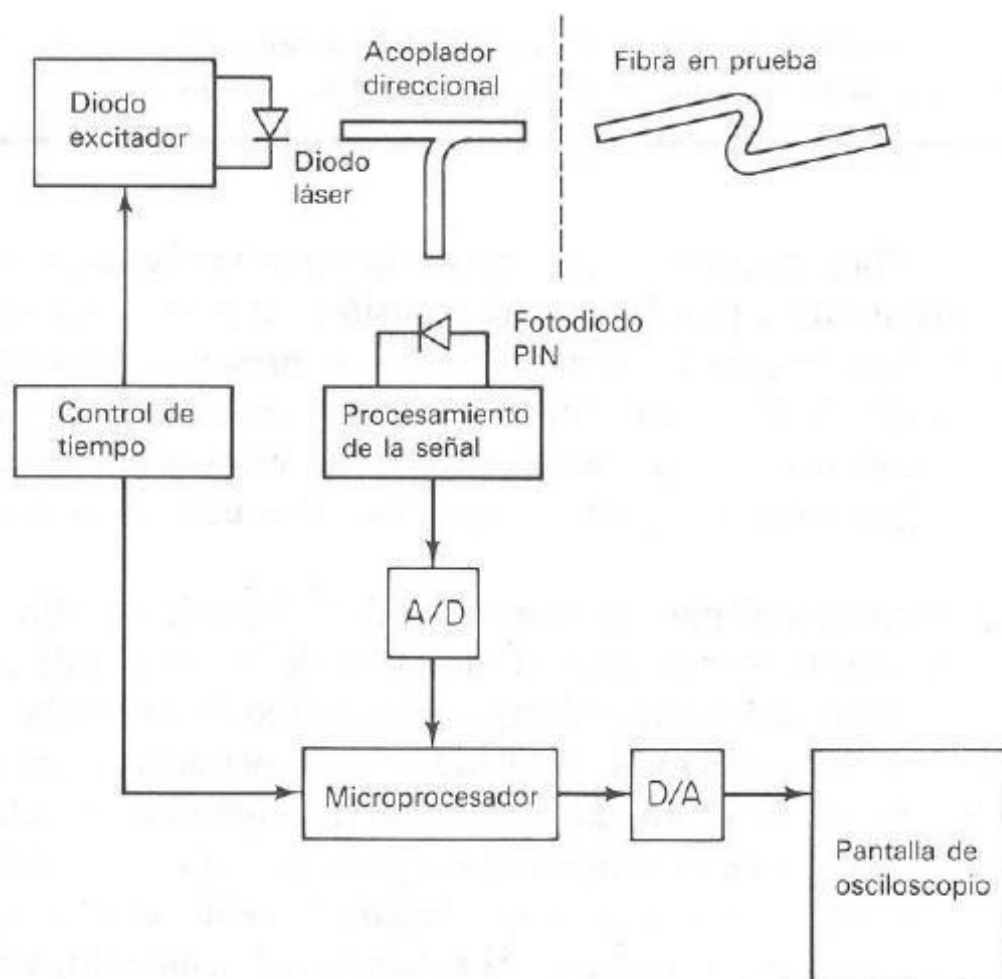 Diodo
excitador
Diodo
láser
Acoplador
direccional
Fibra en prueba
Fotodiodo
PIN
Control de
tiempo
Procesamiento
de la señal
A/D
Microprocesador
D/A
Pantalla de
osciloscopio